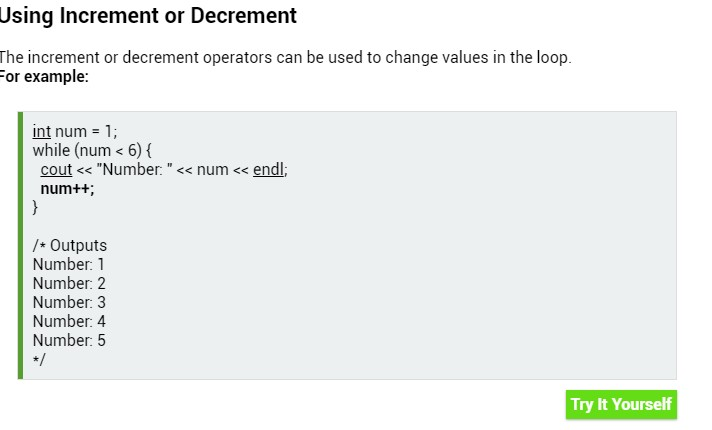 Using Increment or Decrement
The increment or decrement operators can be used to change values in the loop.
For example:
int num = 1;
while (num < 6) {
cout << "Number: " << num << endl;
num++;
}
/* Outputs
Number: 1
Number: 2
Number: 3
Number: 4
Number: 5
*/
Try It Yourself